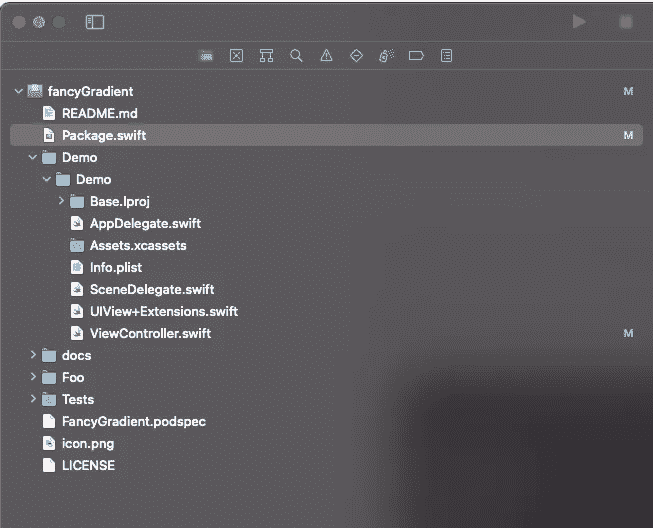 fancyGradient M
README.md
Package.swift M
Demo
Demo
Base.lproj
AppDelegate.swift
Assets.xcassets
Info.plist
SceneDelegate.swift
UIView+Extensions.swift
ViewController.swift M
docs
Foo
Tests
FancyGradient.podspec
icon.png
LICENSE